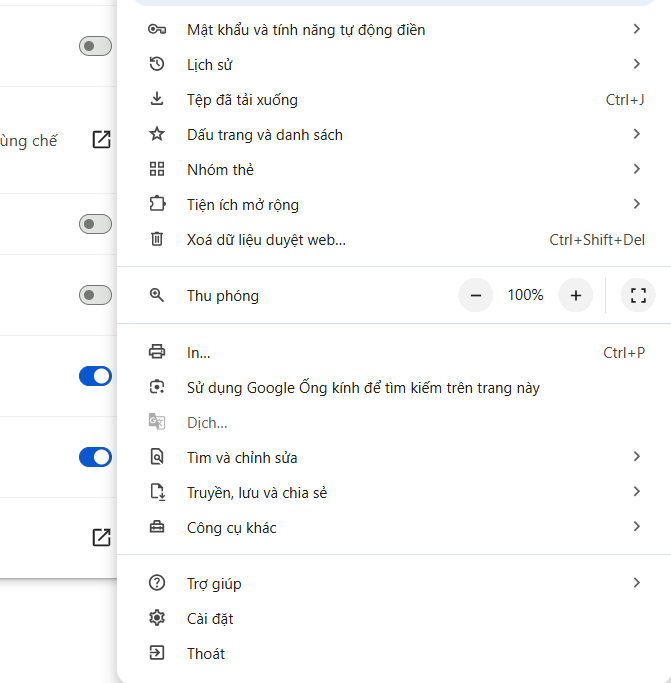 Mật khẩu và tính năng tự động điền
Lịch sử
Tệp đã tải xuống Ctrl+J
ùng chế
Dấu trang và danh sách
Nhóm thẻ
Tiện ích mở rộng
Xoá dữ liệu duyệt web... Ctrl+Shift+Del
Thu phóng 100%
In... Ctrl+P
Sử dụng Google Ống kính để tìm kiếm trên trang này
Dịch...
Tìm và chỉnh sửa
Truyền, lưu và chia sẻ
Công cụ khác
Trợ giúp
Cài đặt
Thoát